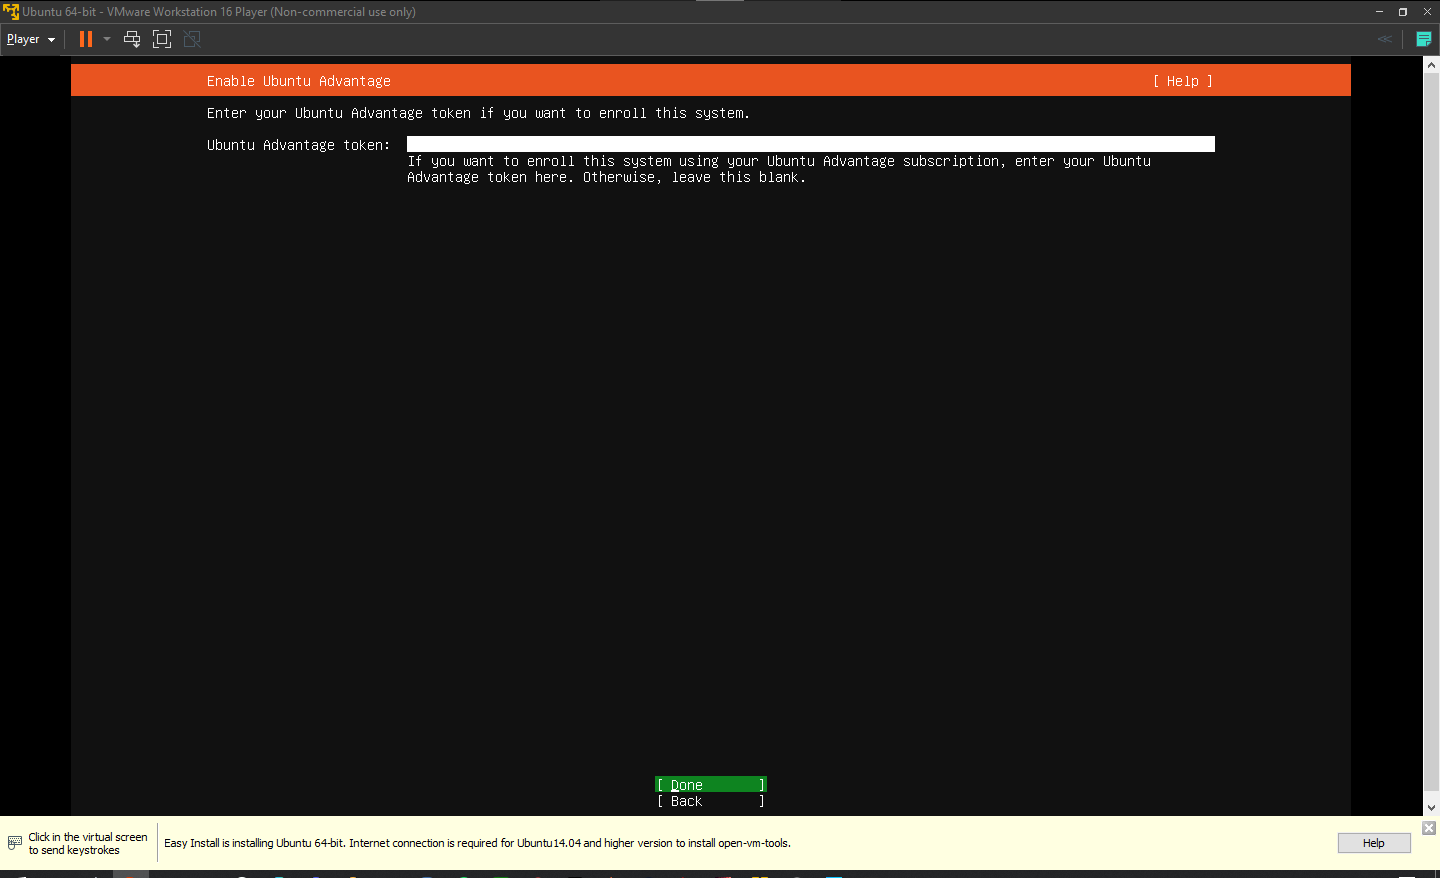 Ubuntu 64-bit - VMware Workstation 16 Player (Non-commercial use only)
Player
Enable Ubuntu Advantage [ Help ]
Enter your Ubuntu Advantage token if you want to enroll this system.
Ubuntu Advantage token:
If you want to enroll this system using your Ubuntu Advantage subscription, enter your Ubuntu
Advantage token here. Otherwise, leave this blank.
[ Done ]
[ Back ]
Click in the virtual screen
to send keystrokes
Easy Install is installing Ubuntu 64-bit. Internet connection is required for Ubuntu14.04 and higher version to install open-vm-tools.
Help